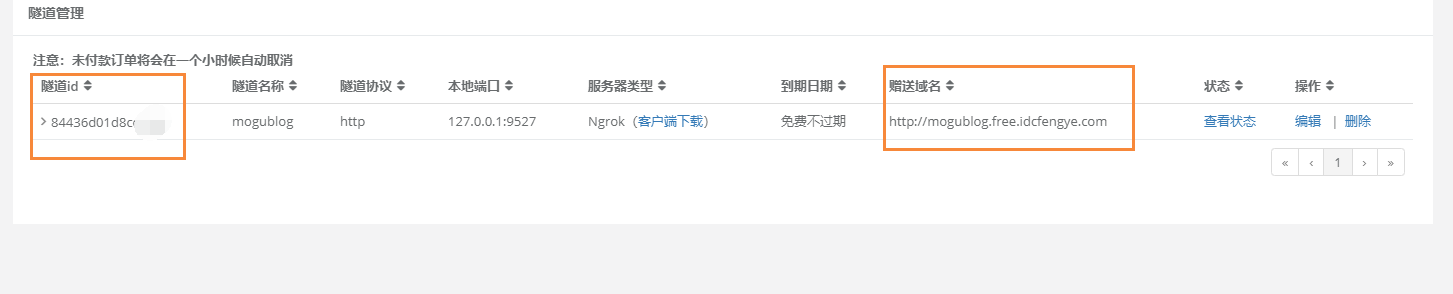 隧道管理
注意：未付款订单将会在一个小时候自动取消
隧道id 隧道名称 隧道协议 本地端口 服务器类型 到期日期 赠送域名 状态 操作
84436d01d8c mogublog http 127.0.0.1:9527 Ngrok（客户端下载） 免费不过期 http://mogublog.free.idcfengye.com 查看状态 编辑 | 删除
« ‹ 1 › »